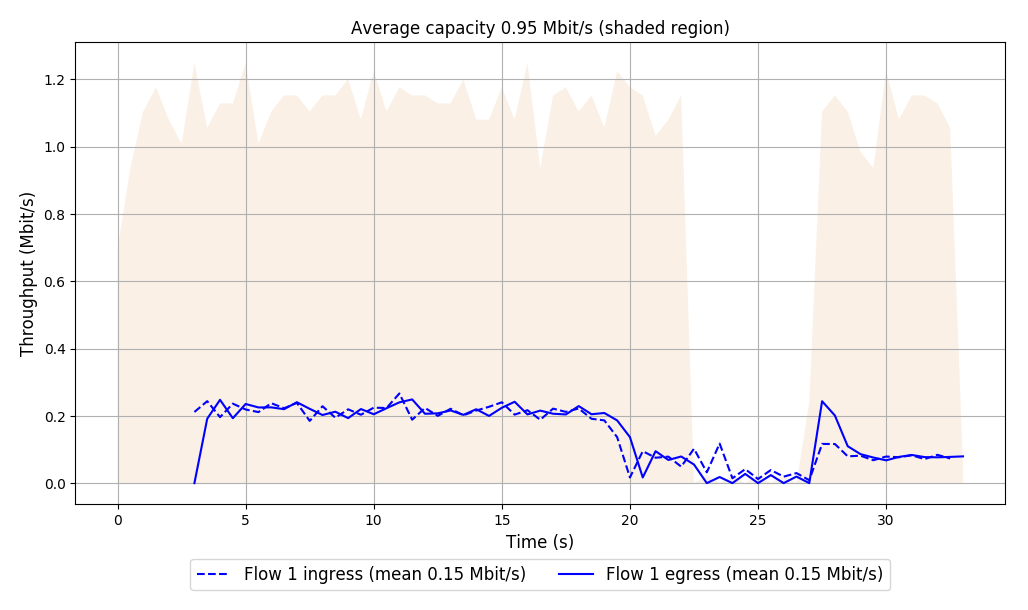 Average capacity 0.95 Mbit/s (shaded region)
Throughput (Mbit/s)
1.2
1.0
0.8
0.6
0.4
0.2
0.0
0 5 10 15 20 25 30
Time (s)
Flow 1 ingress (mean 0.15 Mbit/s) Flow 1 egress (mean 0.15 Mbit/s)